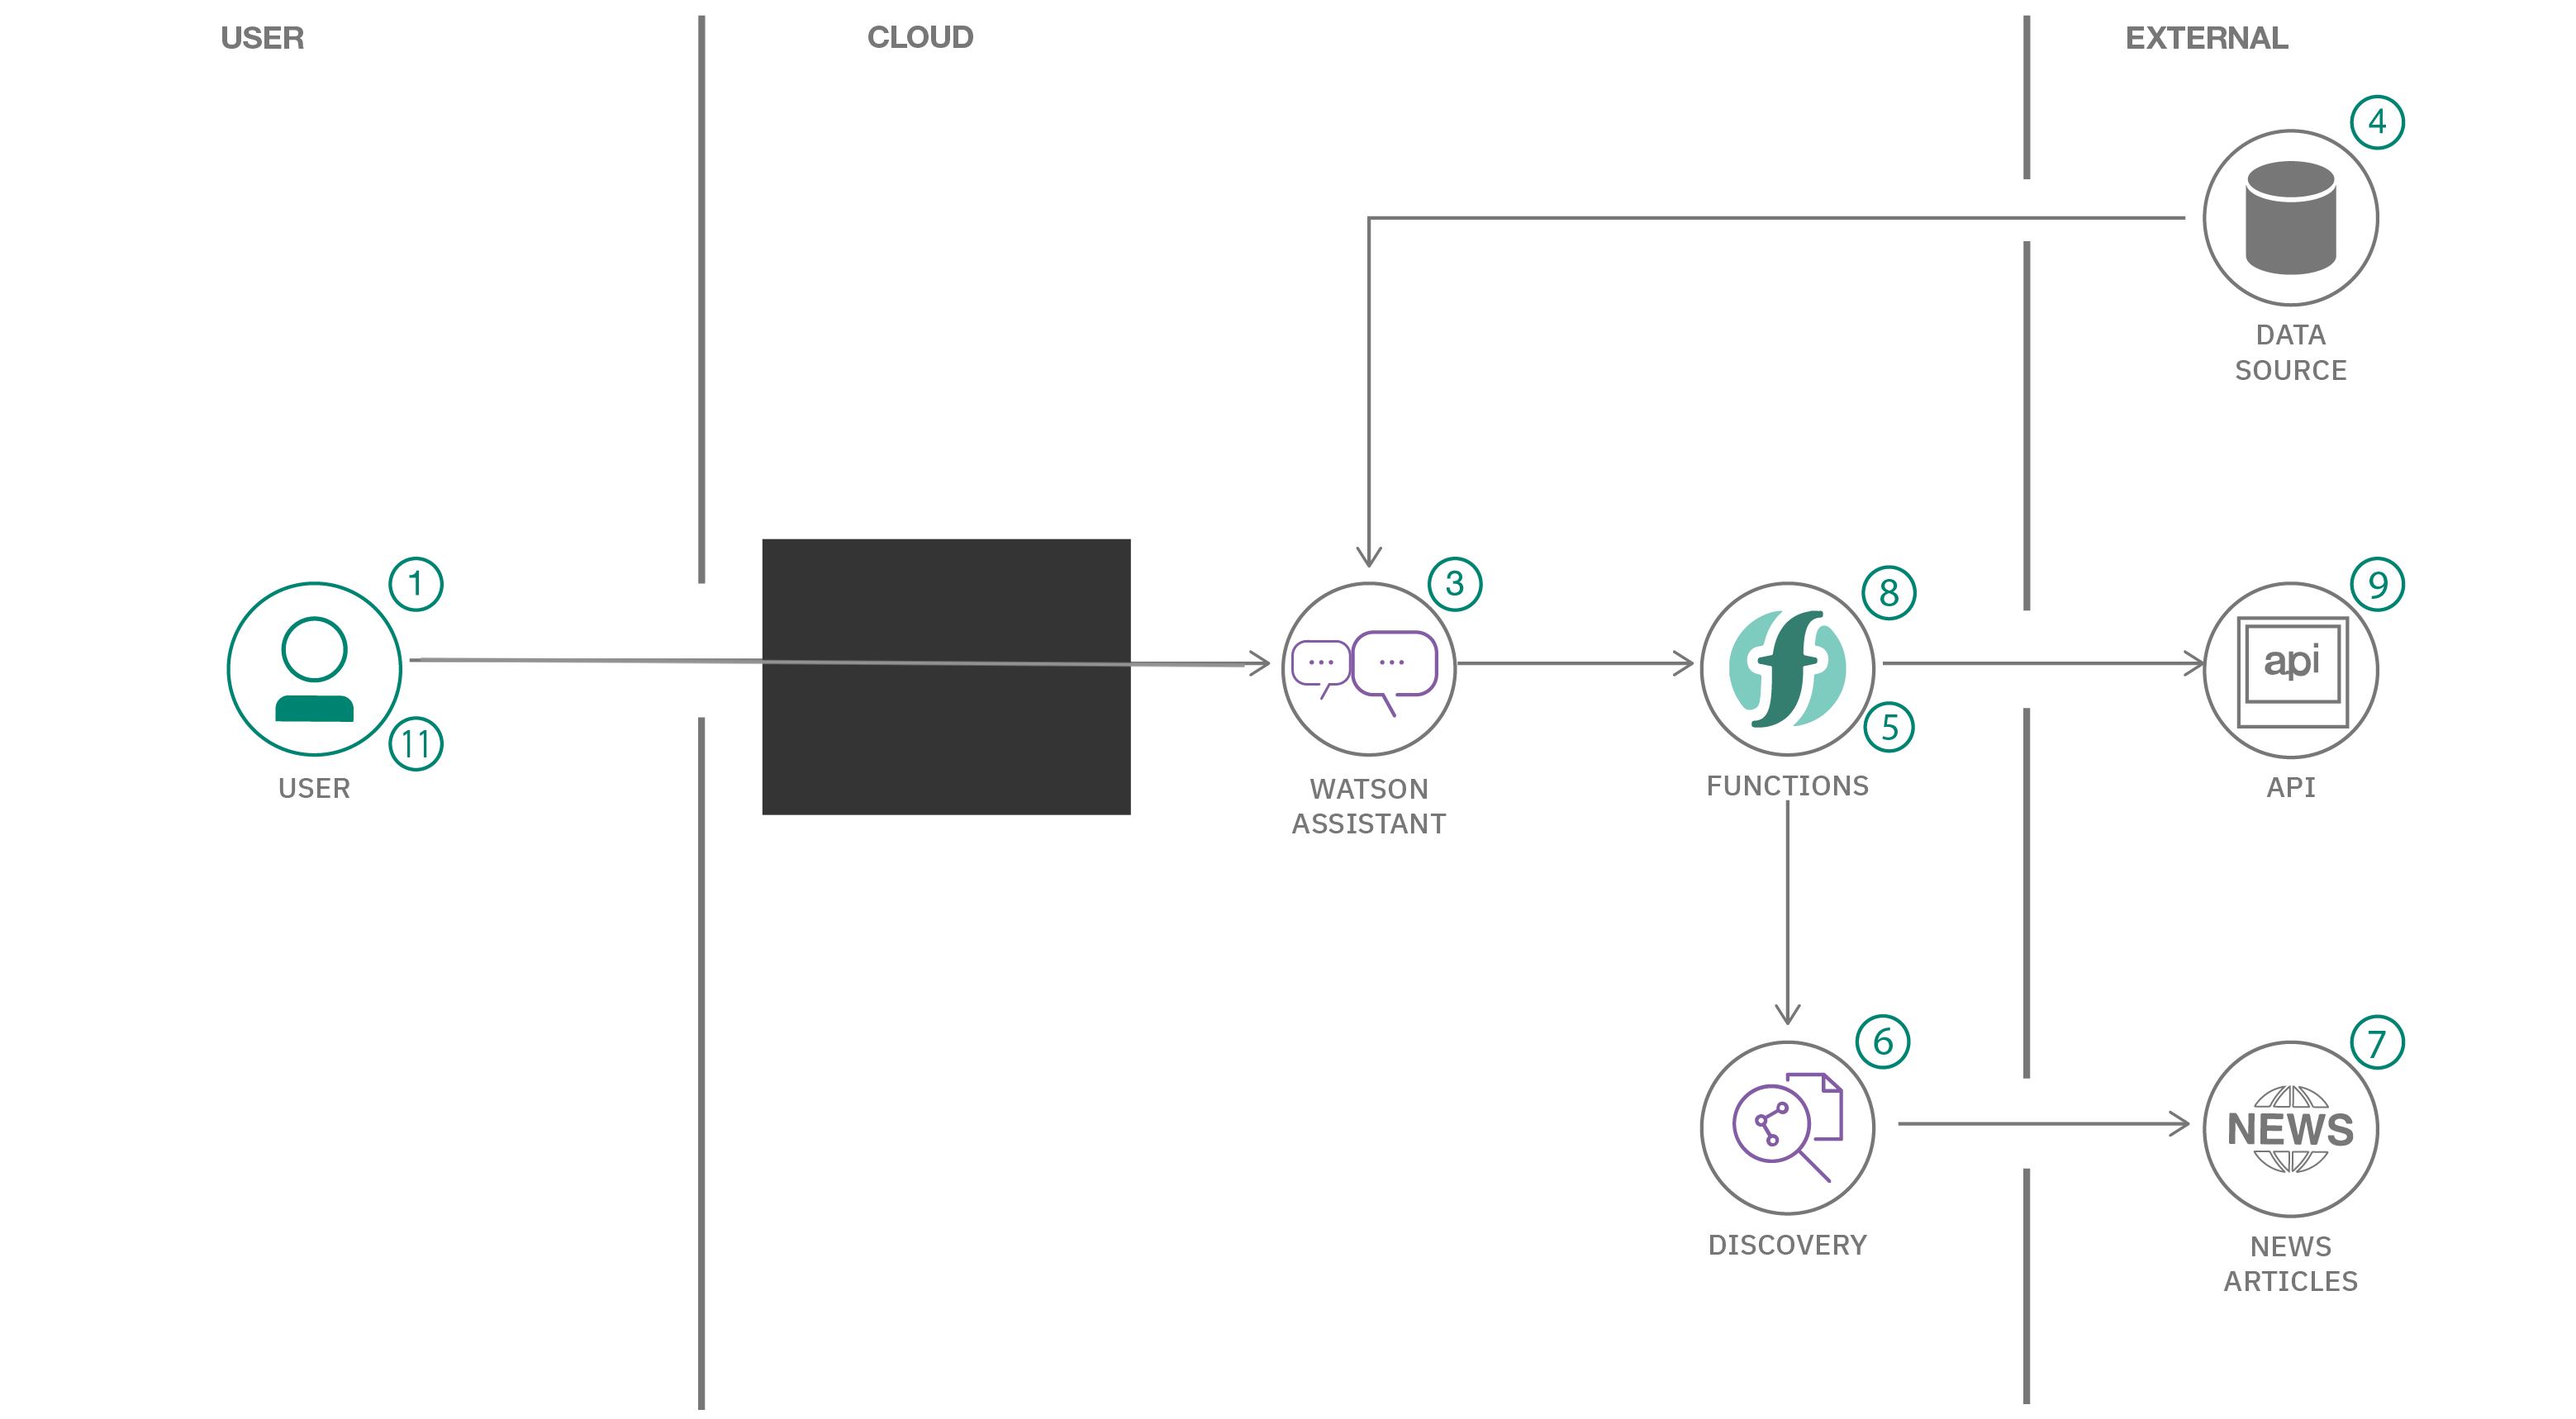 USER
CLOUD
EXTERNAL
4
DATA
SOURCE
1
11
USER
3
WATSON
ASSISTANT
8
5
FUNCTIONS
9
api
API
6
DISCOVERY
7
NEWS
NEWS
ARTICLES